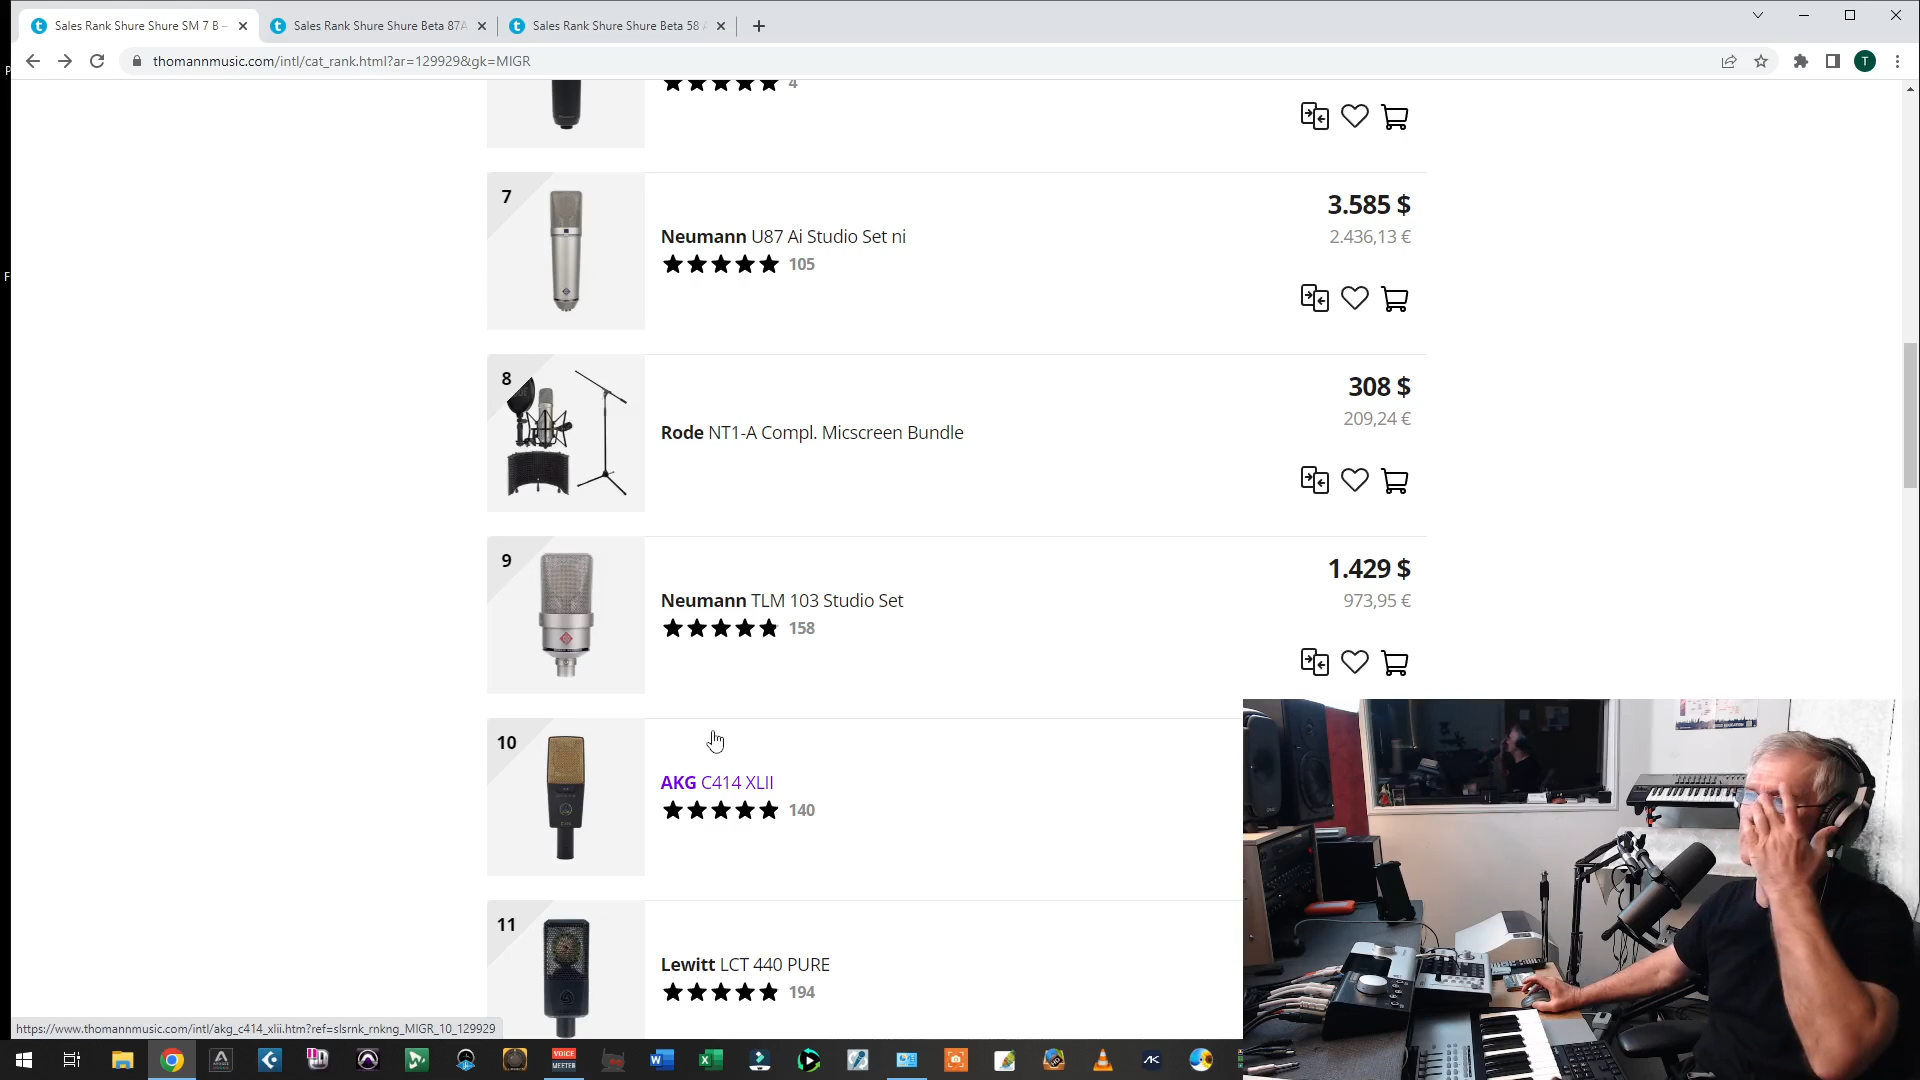 Sales Rank Shure Shure SM 7 B –
Sales Rank Shure Shure Beta 87A
Sales Rank Shure Shure Beta 58 A
thomannmusic.com/intl/cat_rank.html?ar=129929&gk=MIGR
T
4
7
Neumann U87 Ai Studio Set ni
105
3.585 $
2.436,13 €
8
Rode NT1-A Compl. Micscreen Bundle
308 $
209,24 €
9
Neumann TLM 103 Studio Set
158
1.429 $
973,95 €
10
AKG C414 XLII
140
11
Lewitt LCT 440 PURE
194
https://www.thomannmusic.com/intl/akg_c414_xlii.htm?ref=slsrnk_rnkng_MIGR_10_129929
VOICE
MEETER